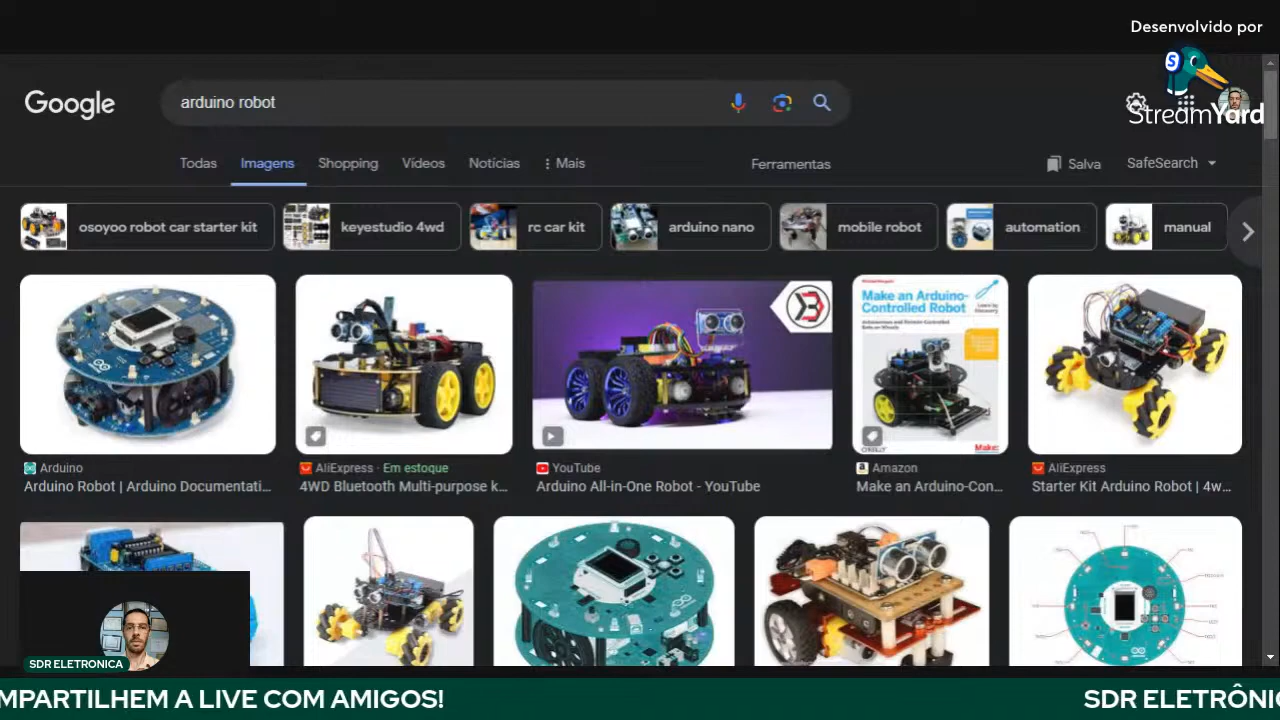 Desenvolvido por
StreamYard
Google
arduino robot
Todas
Imagens
Shopping
Vídeos
Notícias
Mais
Ferramentas
Salva
SafeSearch
osoyoo robot car starter kit
keyestudio 4wd
rc car kit
arduino nano
mobile robot
automation
manual
Make an Arduino-
Controlled Robot
Arduino
Arduino Robot | Arduino Documentati...
AliExpress · Em estoque
4WD Bluetooth Multi-purpose k...
YouTube
Arduino All-in-One Robot - YouTube
Amazon
Make an Arduino-Con...
AliExpress
Starter Kit Arduino Robot | 4w...
SDR ELETRONICA
MPARTILHEM A LIVE COM AMIGOS!
SDR ELETRÔNIC